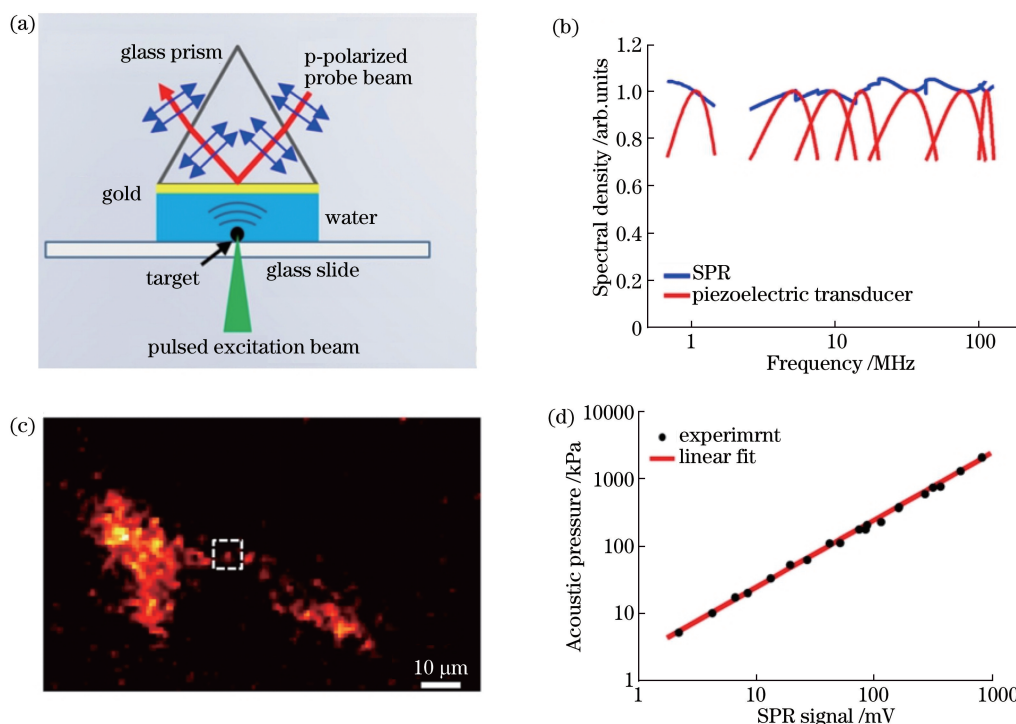 (a)
glass prism
p-polarized
probe beam
gold
water
target
glass slide
pulsed excitation beam
(b)
Spectral density /arb.units
1.2
1.0
0.8
0.6
0.4
0.2
0
SPR
piezoelectric transducer
1
10
100
Frequency /MHz
(c)
10 μm
(d)
Acoustic pressure /kPa
10000
1000
100
10
1
experimrnt
linear fit
1
10
100
1000
SPR signal /mV